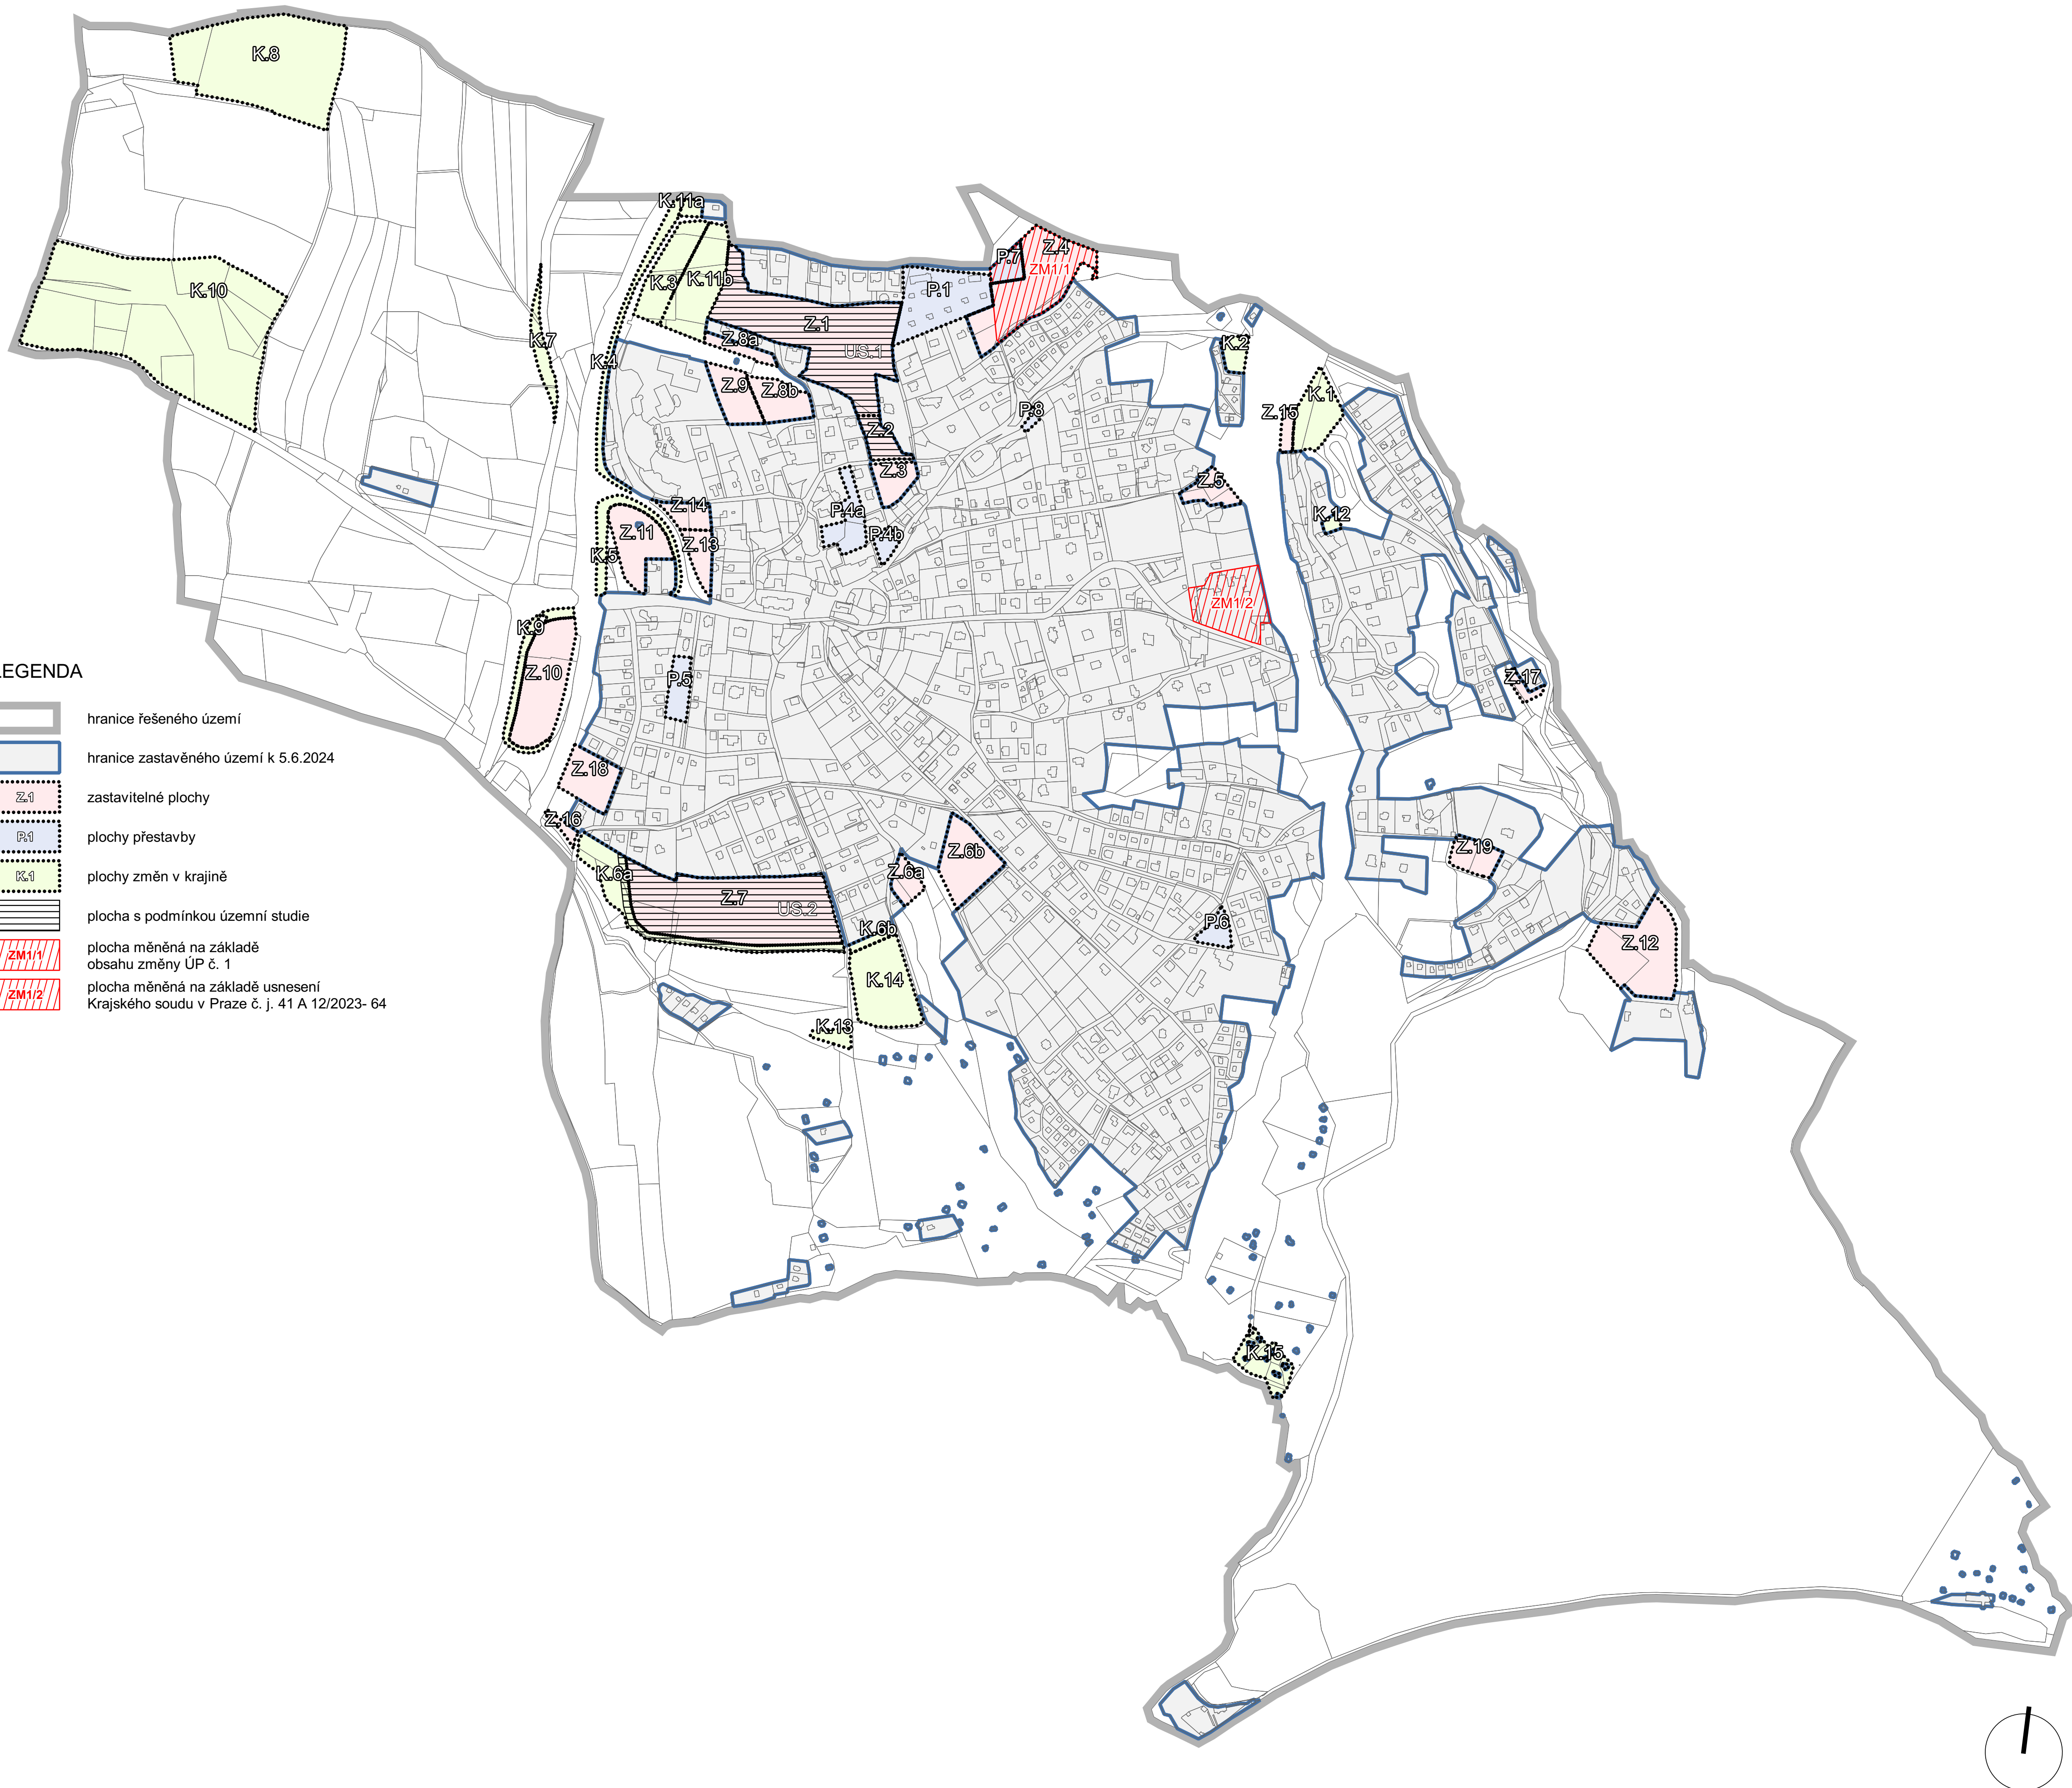 K.8
K.11a
K.10
K.3
K.11b
P.7
Z.4
ZM1/1
P.1
Z.1
K.7
Z.8a
US.1
K.2
K.4
Z.9
Z.8b
K.1
P.8
Z.15
Z.2
Z.3
Z.5
Z.14
P.4a
K.12
Z.11
P.4b
Z.13
K.5
ZM1/2
K.9
Z.10
P.5
Z.17
Z.18
Z.16
Z.6b
Z.19
K.6a
Z.6a
Z.7
US.2
P.6
K.6b
Z.12
K.14
K.13
K.15
LEGENDA
hranice řešeného území
hranice zastavěného území k 5.6.2024
Z.1 zastavitelné plochy
P.1 plochy přestavby
K.1 plochy změn v krajině
plocha s podmínkou územní studie
ZM1/1 plocha měněná na základě
obsahu změny ÚP č. 1
ZM1/2 plocha měněná na základě usnesení
Krajského soudu v Praze č. j. 41 A 12/2023- 64